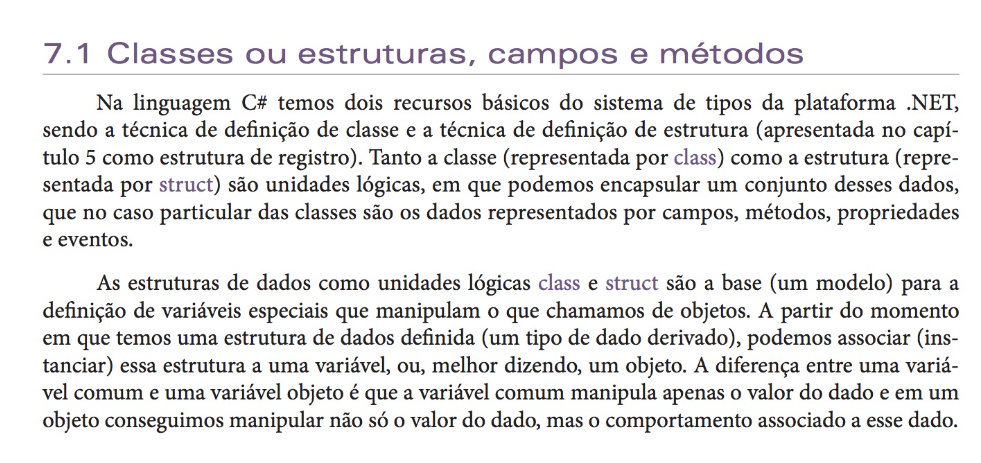 7.1 Classes ou estruturas, campos e métodos
Na linguagem C# temos dois recursos básicos do sistema de tipos da plataforma .NET,
sendo a técnica de definição de classe e a técnica de definição de estrutura (apresentada no capí-
tulo 5 como estrutura de registro). Tanto a classe (representada por class) como a estrutura (repre-
sentada por struct) são unidades lógicas, em que podemos encapsular um conjunto desses dados,
que no caso particular das classes são os dados representados por campos, métodos, propriedades
e eventos.
As estruturas de dados como unidades lógicas class e struct são a base (um modelo) para a
definição de variáveis especiais que manipulam o que chamamos de objetos. A partir do momento
em que temos uma estrutura de dados definida (um tipo de dado derivado), podemos associar (ins-
tanciar) essa estrutura a uma variável, ou, melhor dizendo, um objeto. A diferença entre uma variá-
vel comum e uma variável objeto é que a variável comum manipula apenas o valor do dado e em um
objeto conseguimos manipular não só o valor do dado, mas o comportamento associado a esse dado.